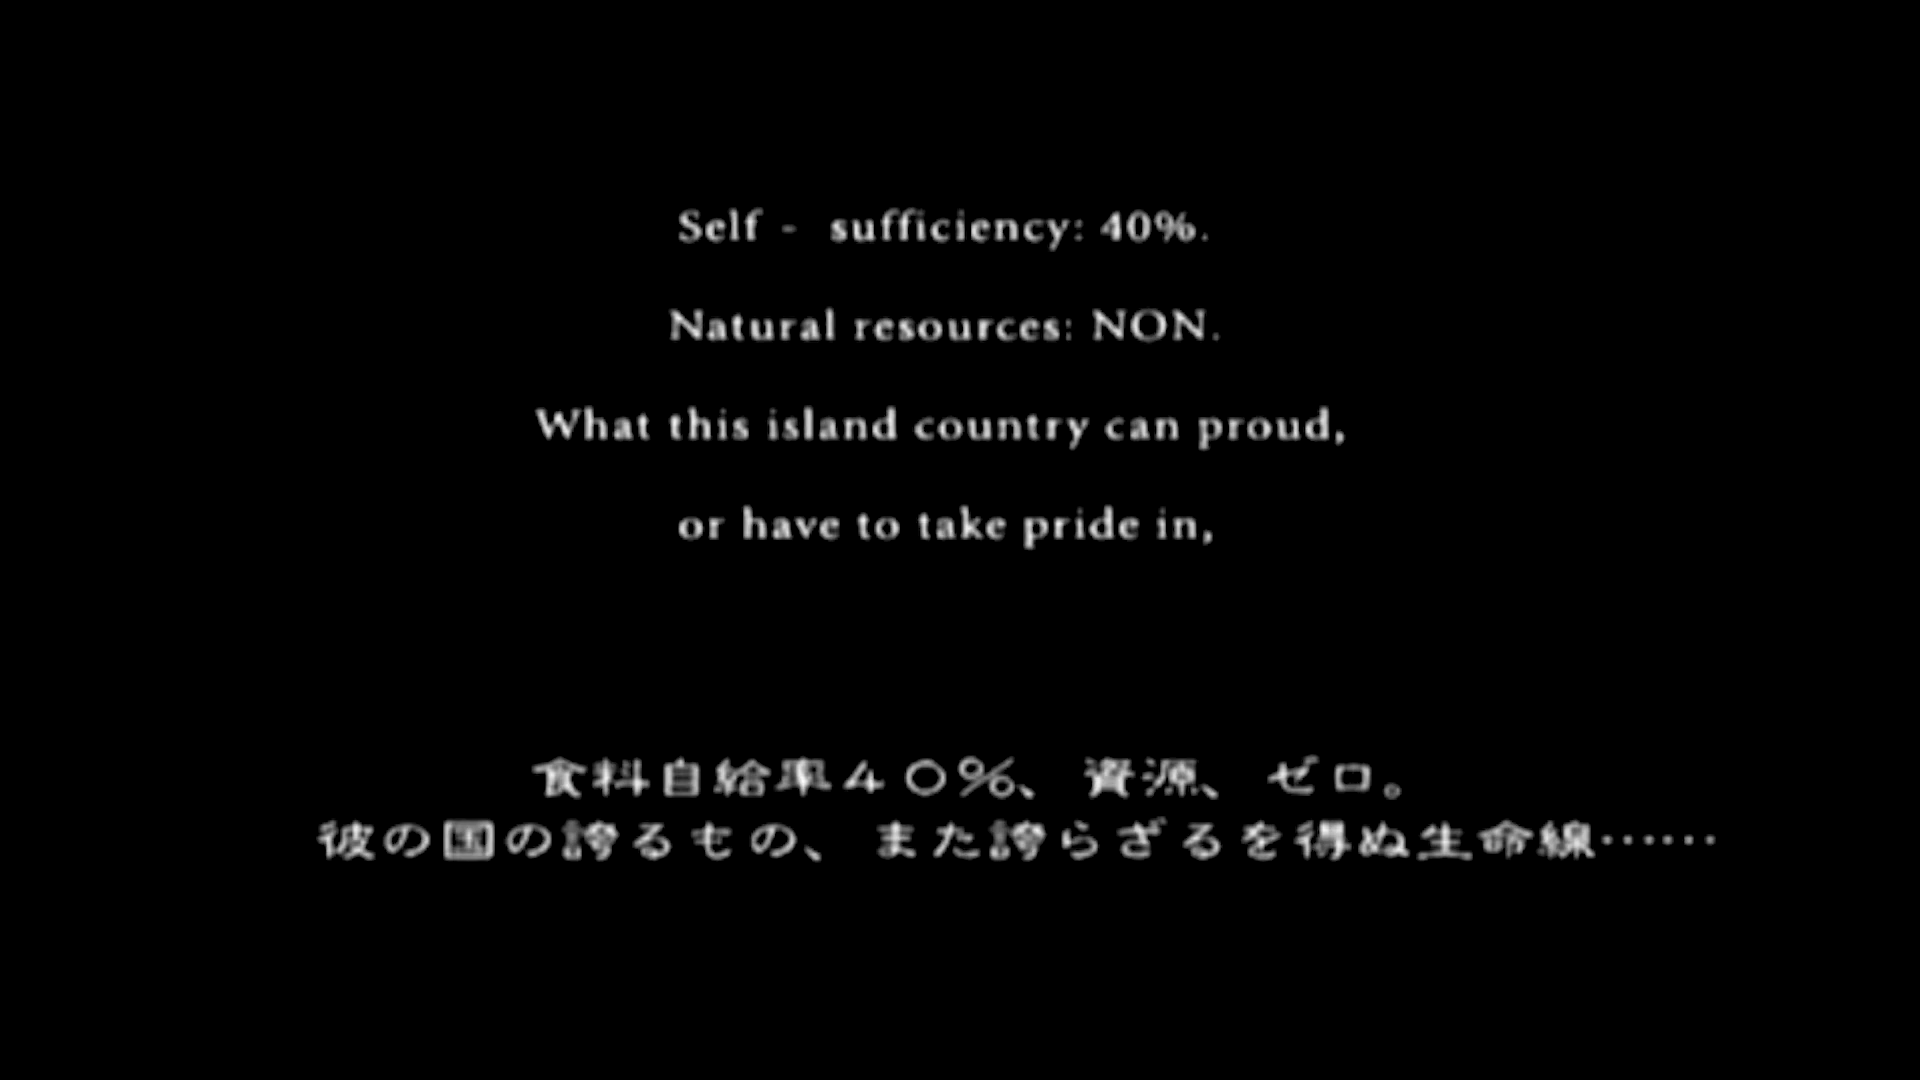 Self -  sufficiency: 40%.
Natural resources: NON.
What this island country can proud,
or have to take pride in,
食料自給率４０％、資源、ゼロ。
彼の国の誇るもの、また誇らざるを得ぬ生命線……